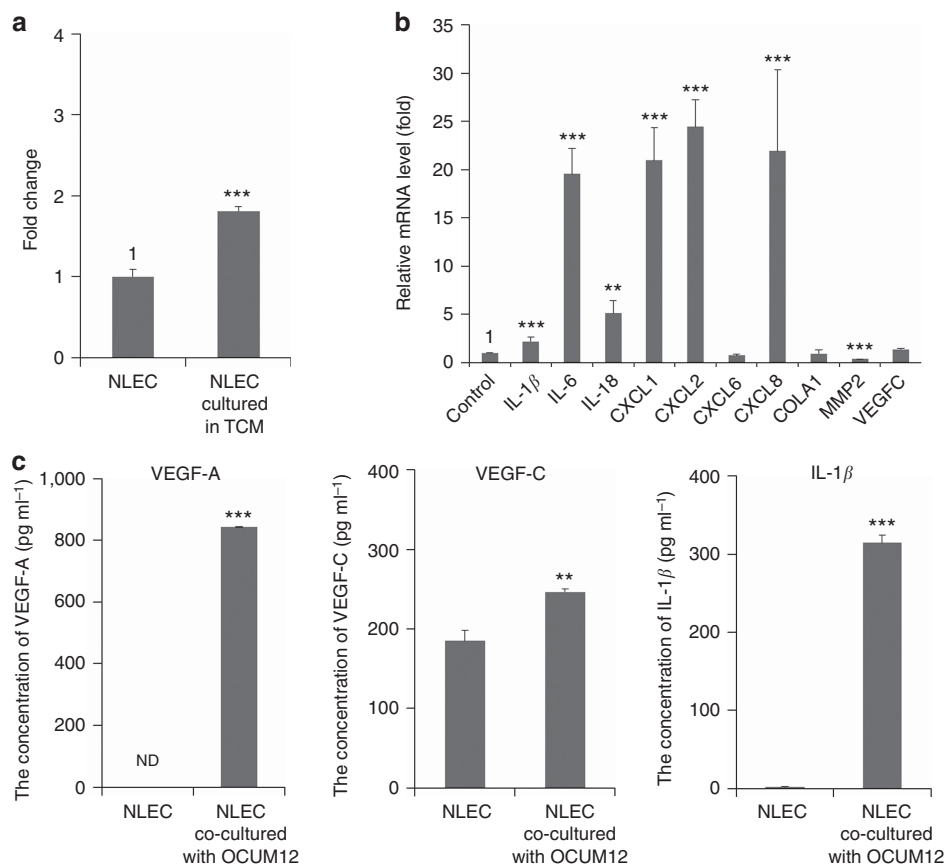 a
Fold change
4
3
2
1
0
1
***
NLEC
NLEC
cultured
in TCM
b
Relative mRNA level (fold)
35
30
25
20
15
10
5
0
1
***
***
**
***
***
***
***
Control
IL-1β
IL-6
IL-18
CXCL1
CXCL2
CXCL6
CXCL8
COLA1
MMP2
VEGFC
c
VEGF-A
The concentration of VEGF-A (pg ml⁻¹)
1,000
800
600
400
200
0
ND
***
NLEC
NLEC
co-cultured
with OCUM12
VEGF-C
The concentration of VEGF-C (pg ml⁻¹)
400
300
200
100
0
**
NLEC
NLEC
co-cultured
with OCUM12
IL-1β
The concentration of IL-1β (pg ml⁻¹)
400
300
200
100
0
***
NLEC
NLEC
co-cultured
with OCUM12